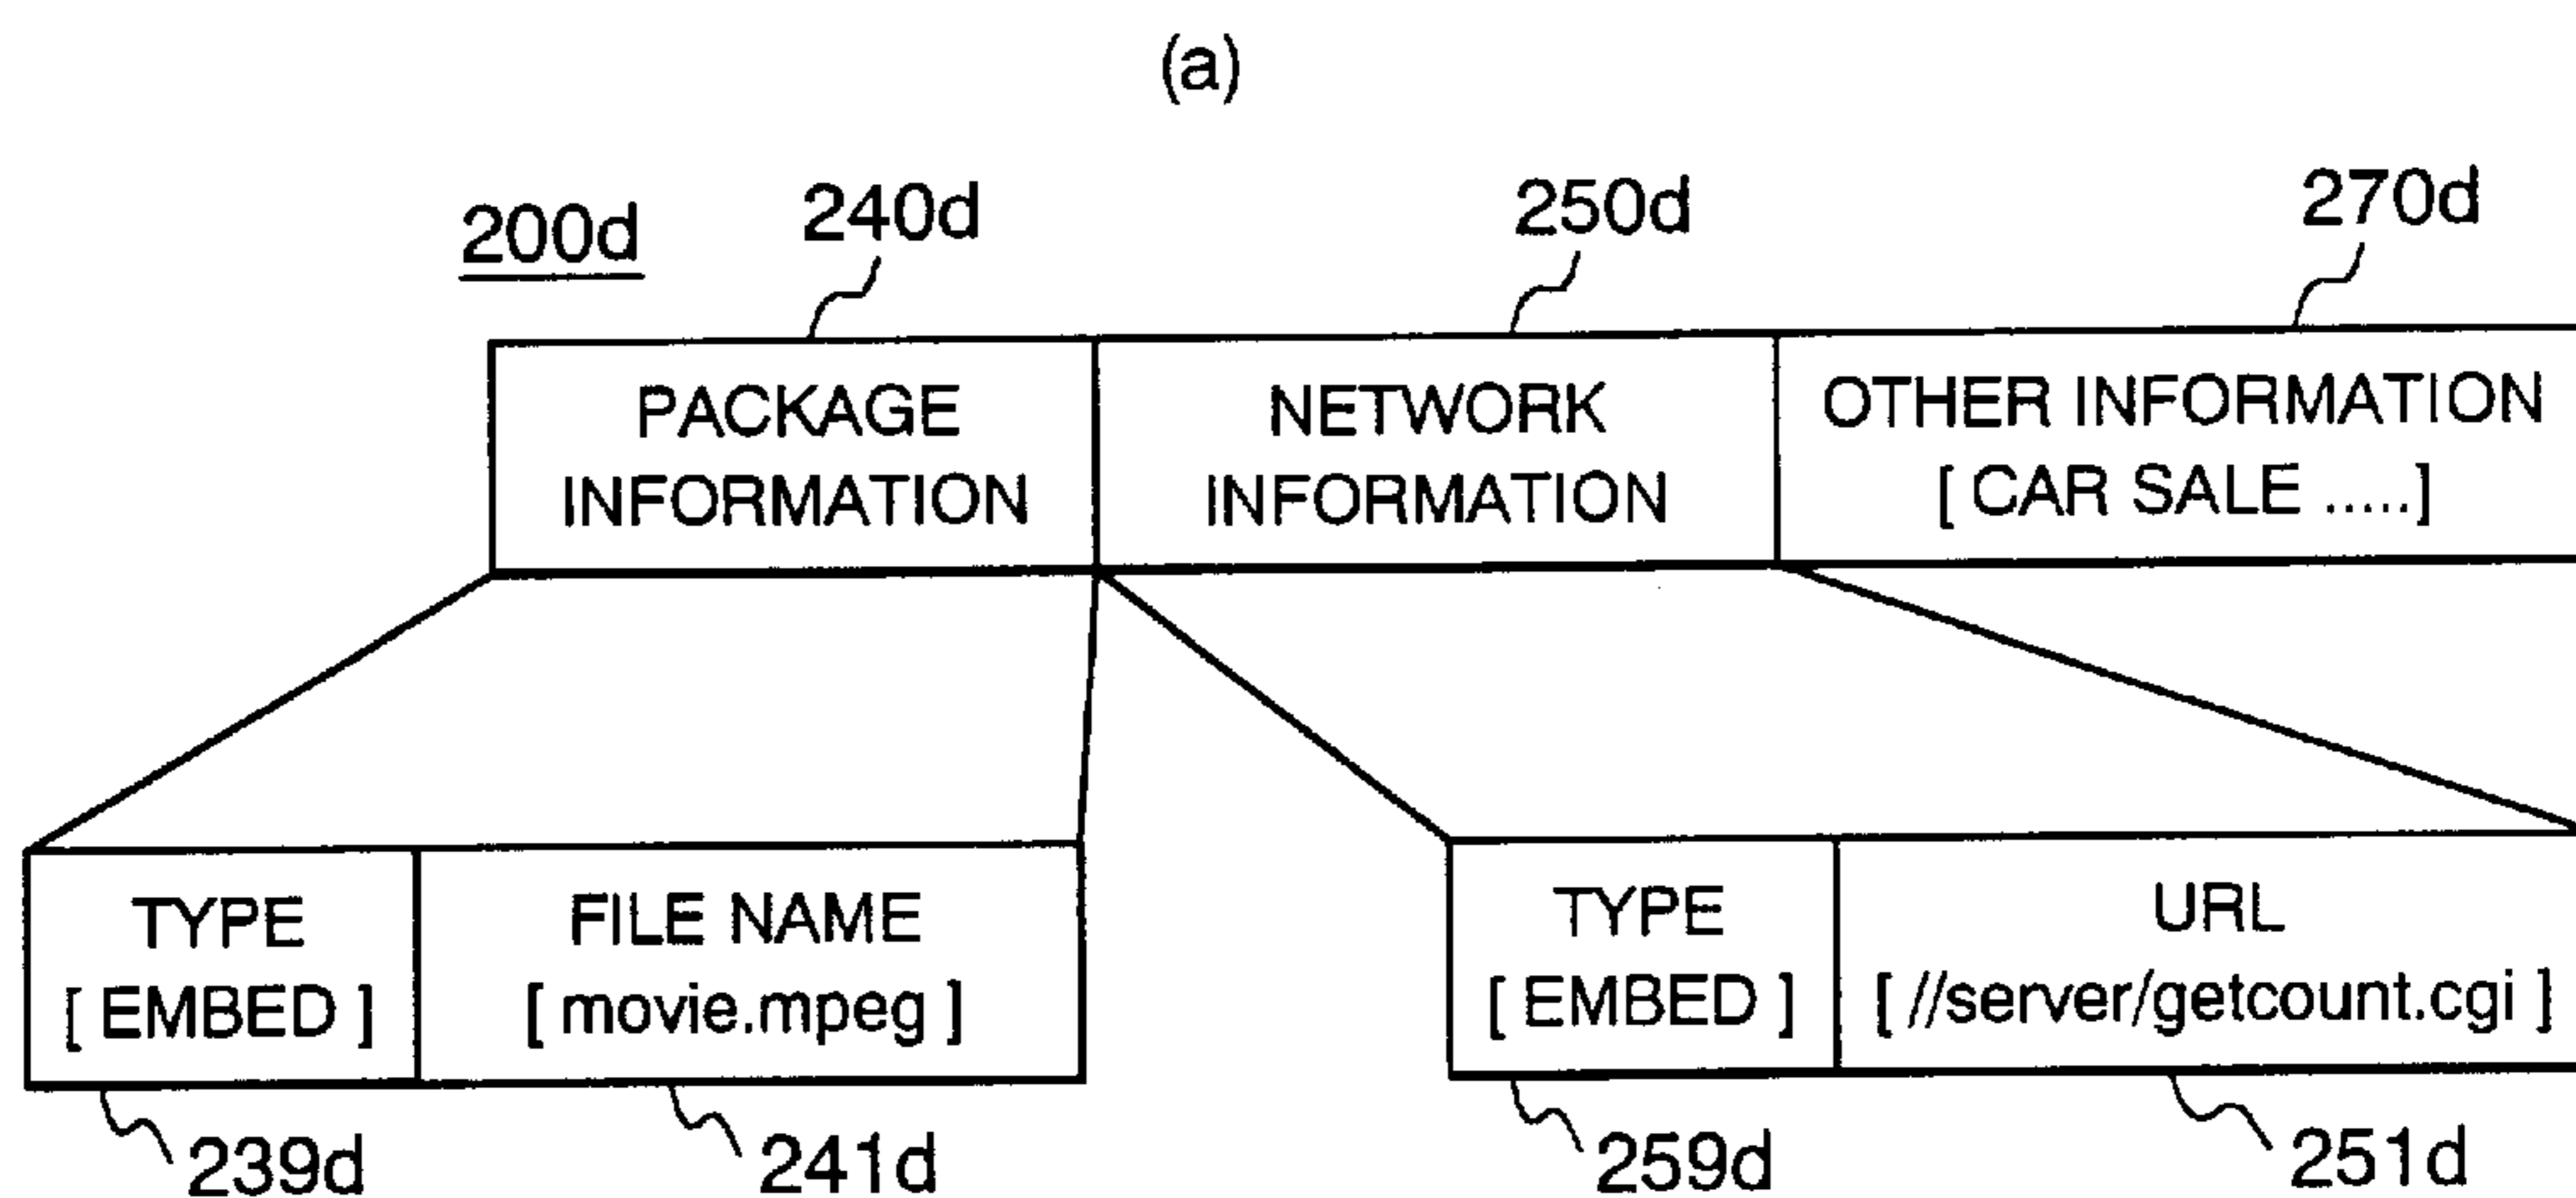 (a)
200d
240d
250d
270d
PACKAGE
INFORMATION
NETWORK
INFORMATION
OTHER INFORMATION
[ CAR SALE .....]
TYPE
[ EMBED ]
FILE NAME
[ movie.mpeg ]
TYPE
[ EMBED ]
URL
[ //server/getcount.cgi ]
239d
241d
259d
251d